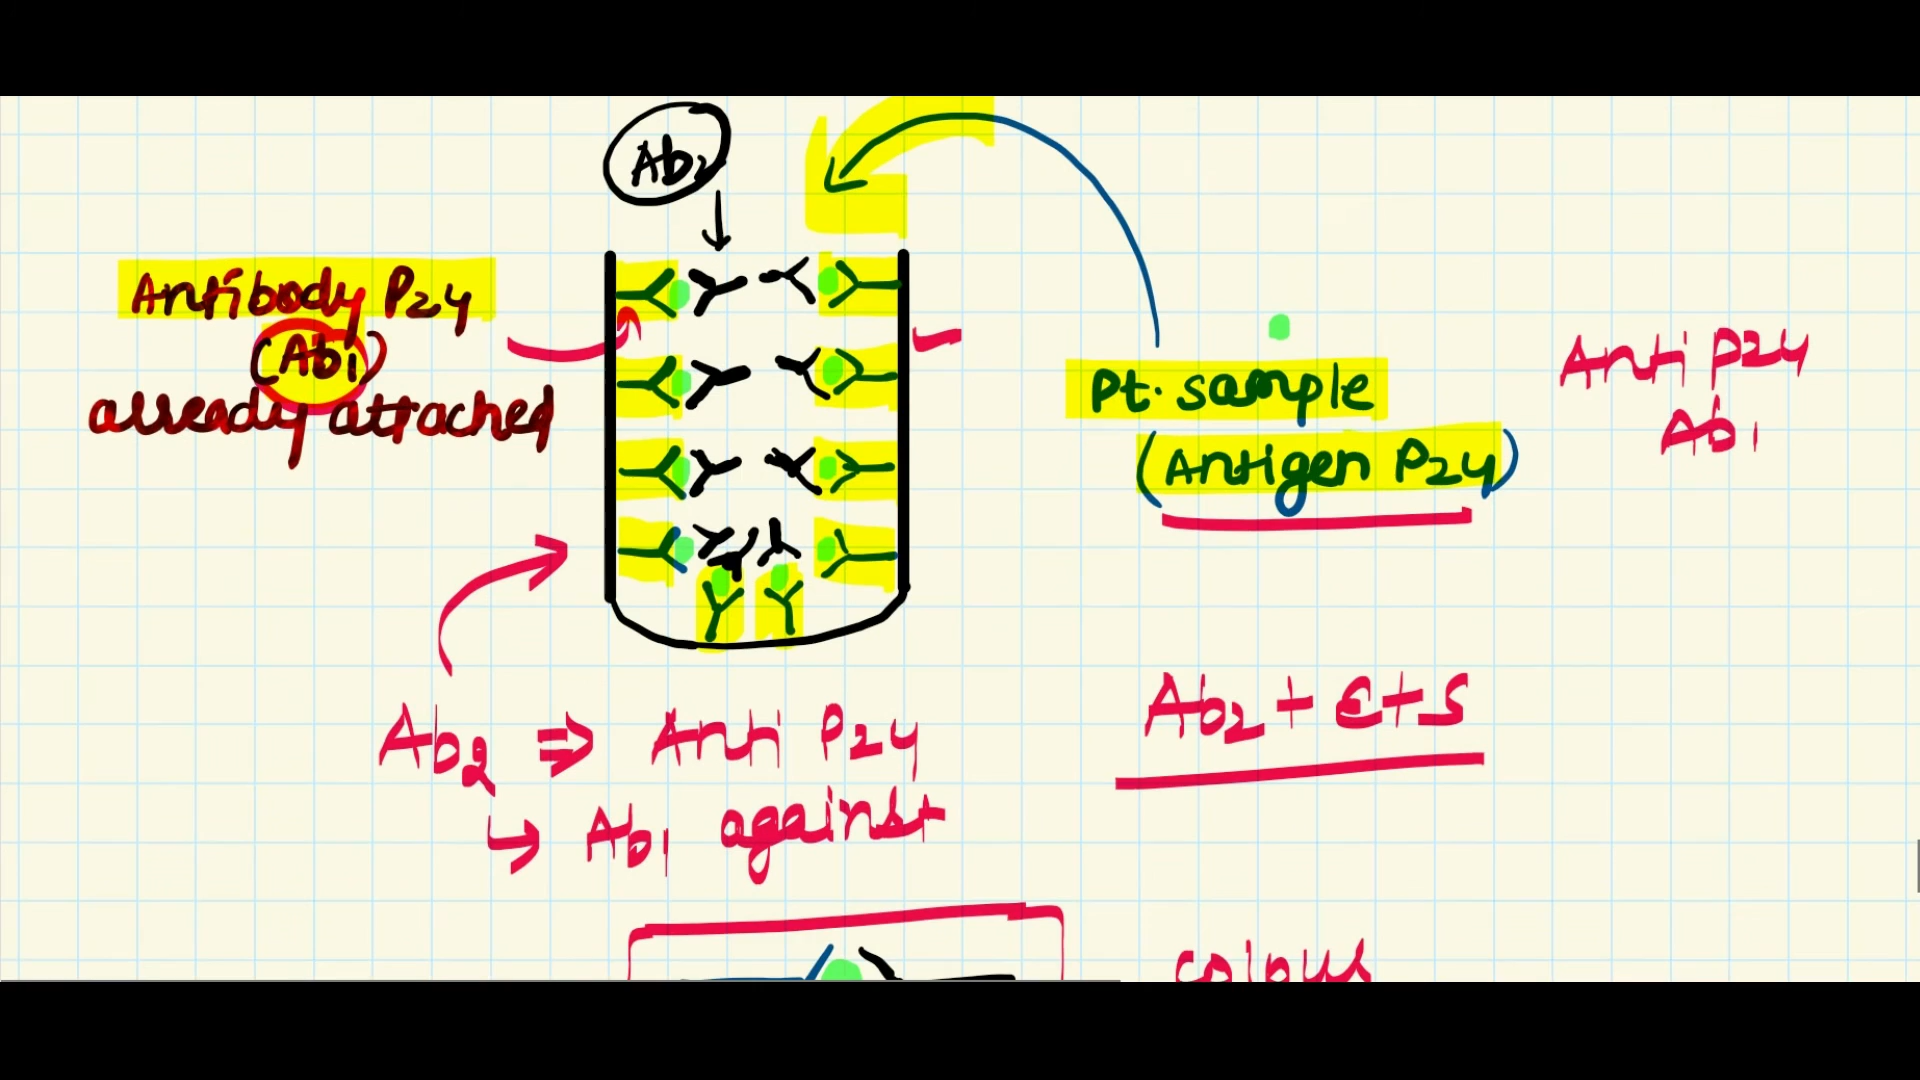 Ab2
Antibody P24
(Ab1)
already attached
Pt. sample
(Antigen P24)
Anti P24
Ab1
Ab2 + E + S
Ab2 ⇒ Anti P24
↳ Ab1 against
colour